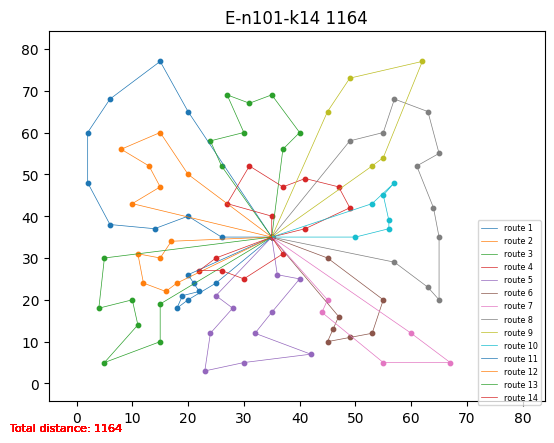 E-n101-k14 1164
80
70
60
50
40
30
20
10
0
0 10 20 30 40 50 60 70 80
route 1
route 2
route 3
route 4
route 5
route 6
route 7
route 8
route 9
route 10
route 11
route 12
route 13
route 14
Total distance: 1164